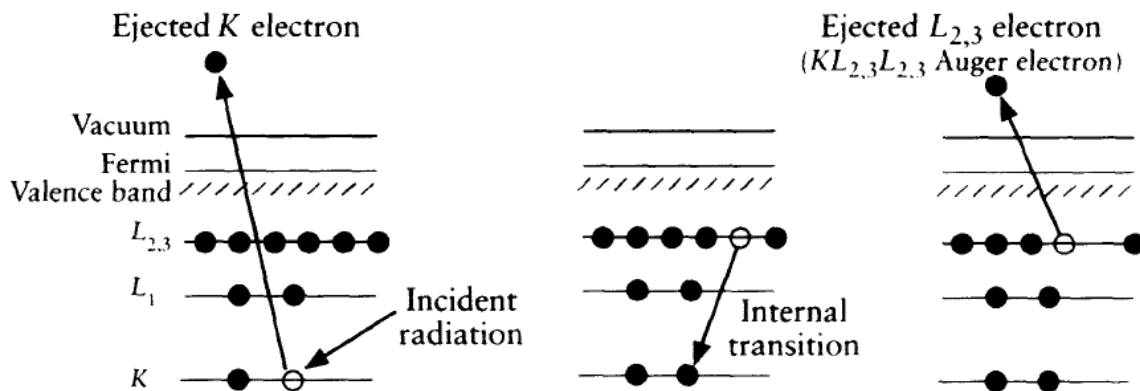 Ejected K electron
Vacuum
Fermi
Valence band
L2,3
L1
K
Incident
radiation
Internal
transition
Ejected L2,3 electron
(KL2,3L2,3 Auger electron)